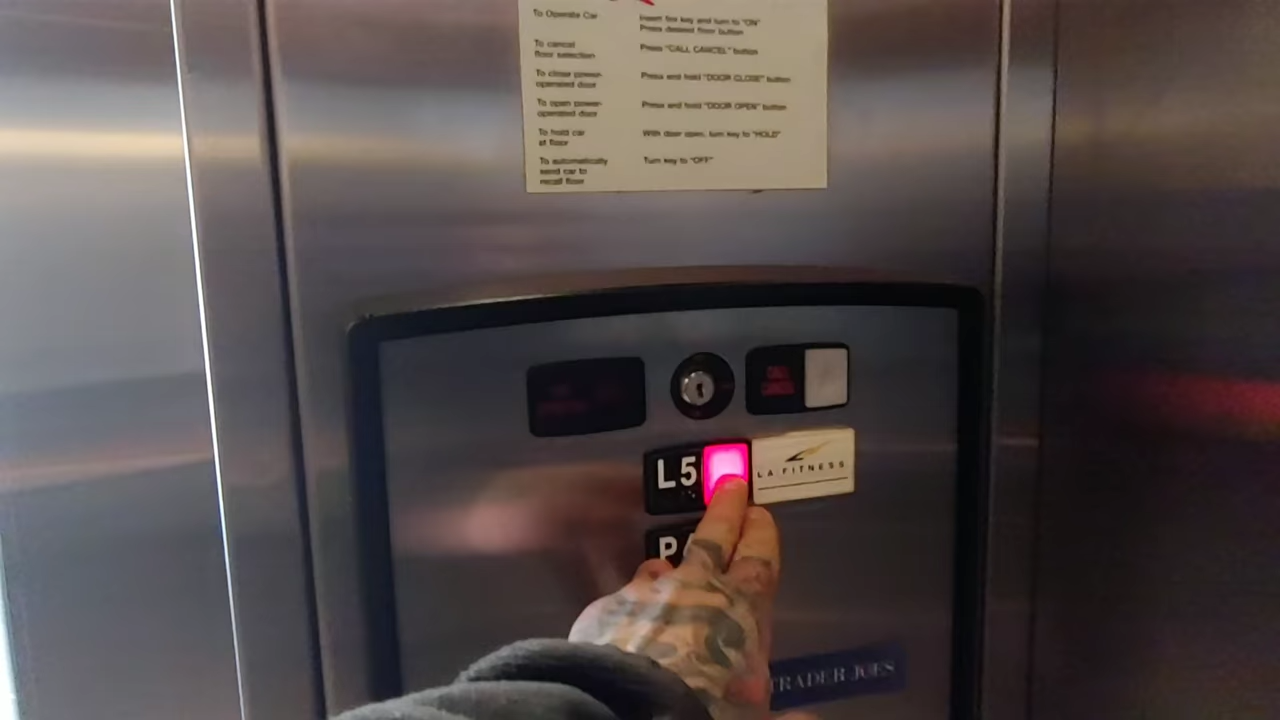 To Operate Car
Insert fire key and turn to "ON"
Press desired floor button
To cancel
floor selection
Press "CALL CANCEL" button
To close power-
operated door
Press and hold "DOOR CLOSE" button
To open power-
operated door
Press and hold "DOOR OPEN" button
To hold car
at floor
With door open, turn key to "HOLD"
To automatically
send car to
recall floor
Turn key to "OFF"
CALL
CANCEL
L5
LA FITNESS
P
TRADER JOES